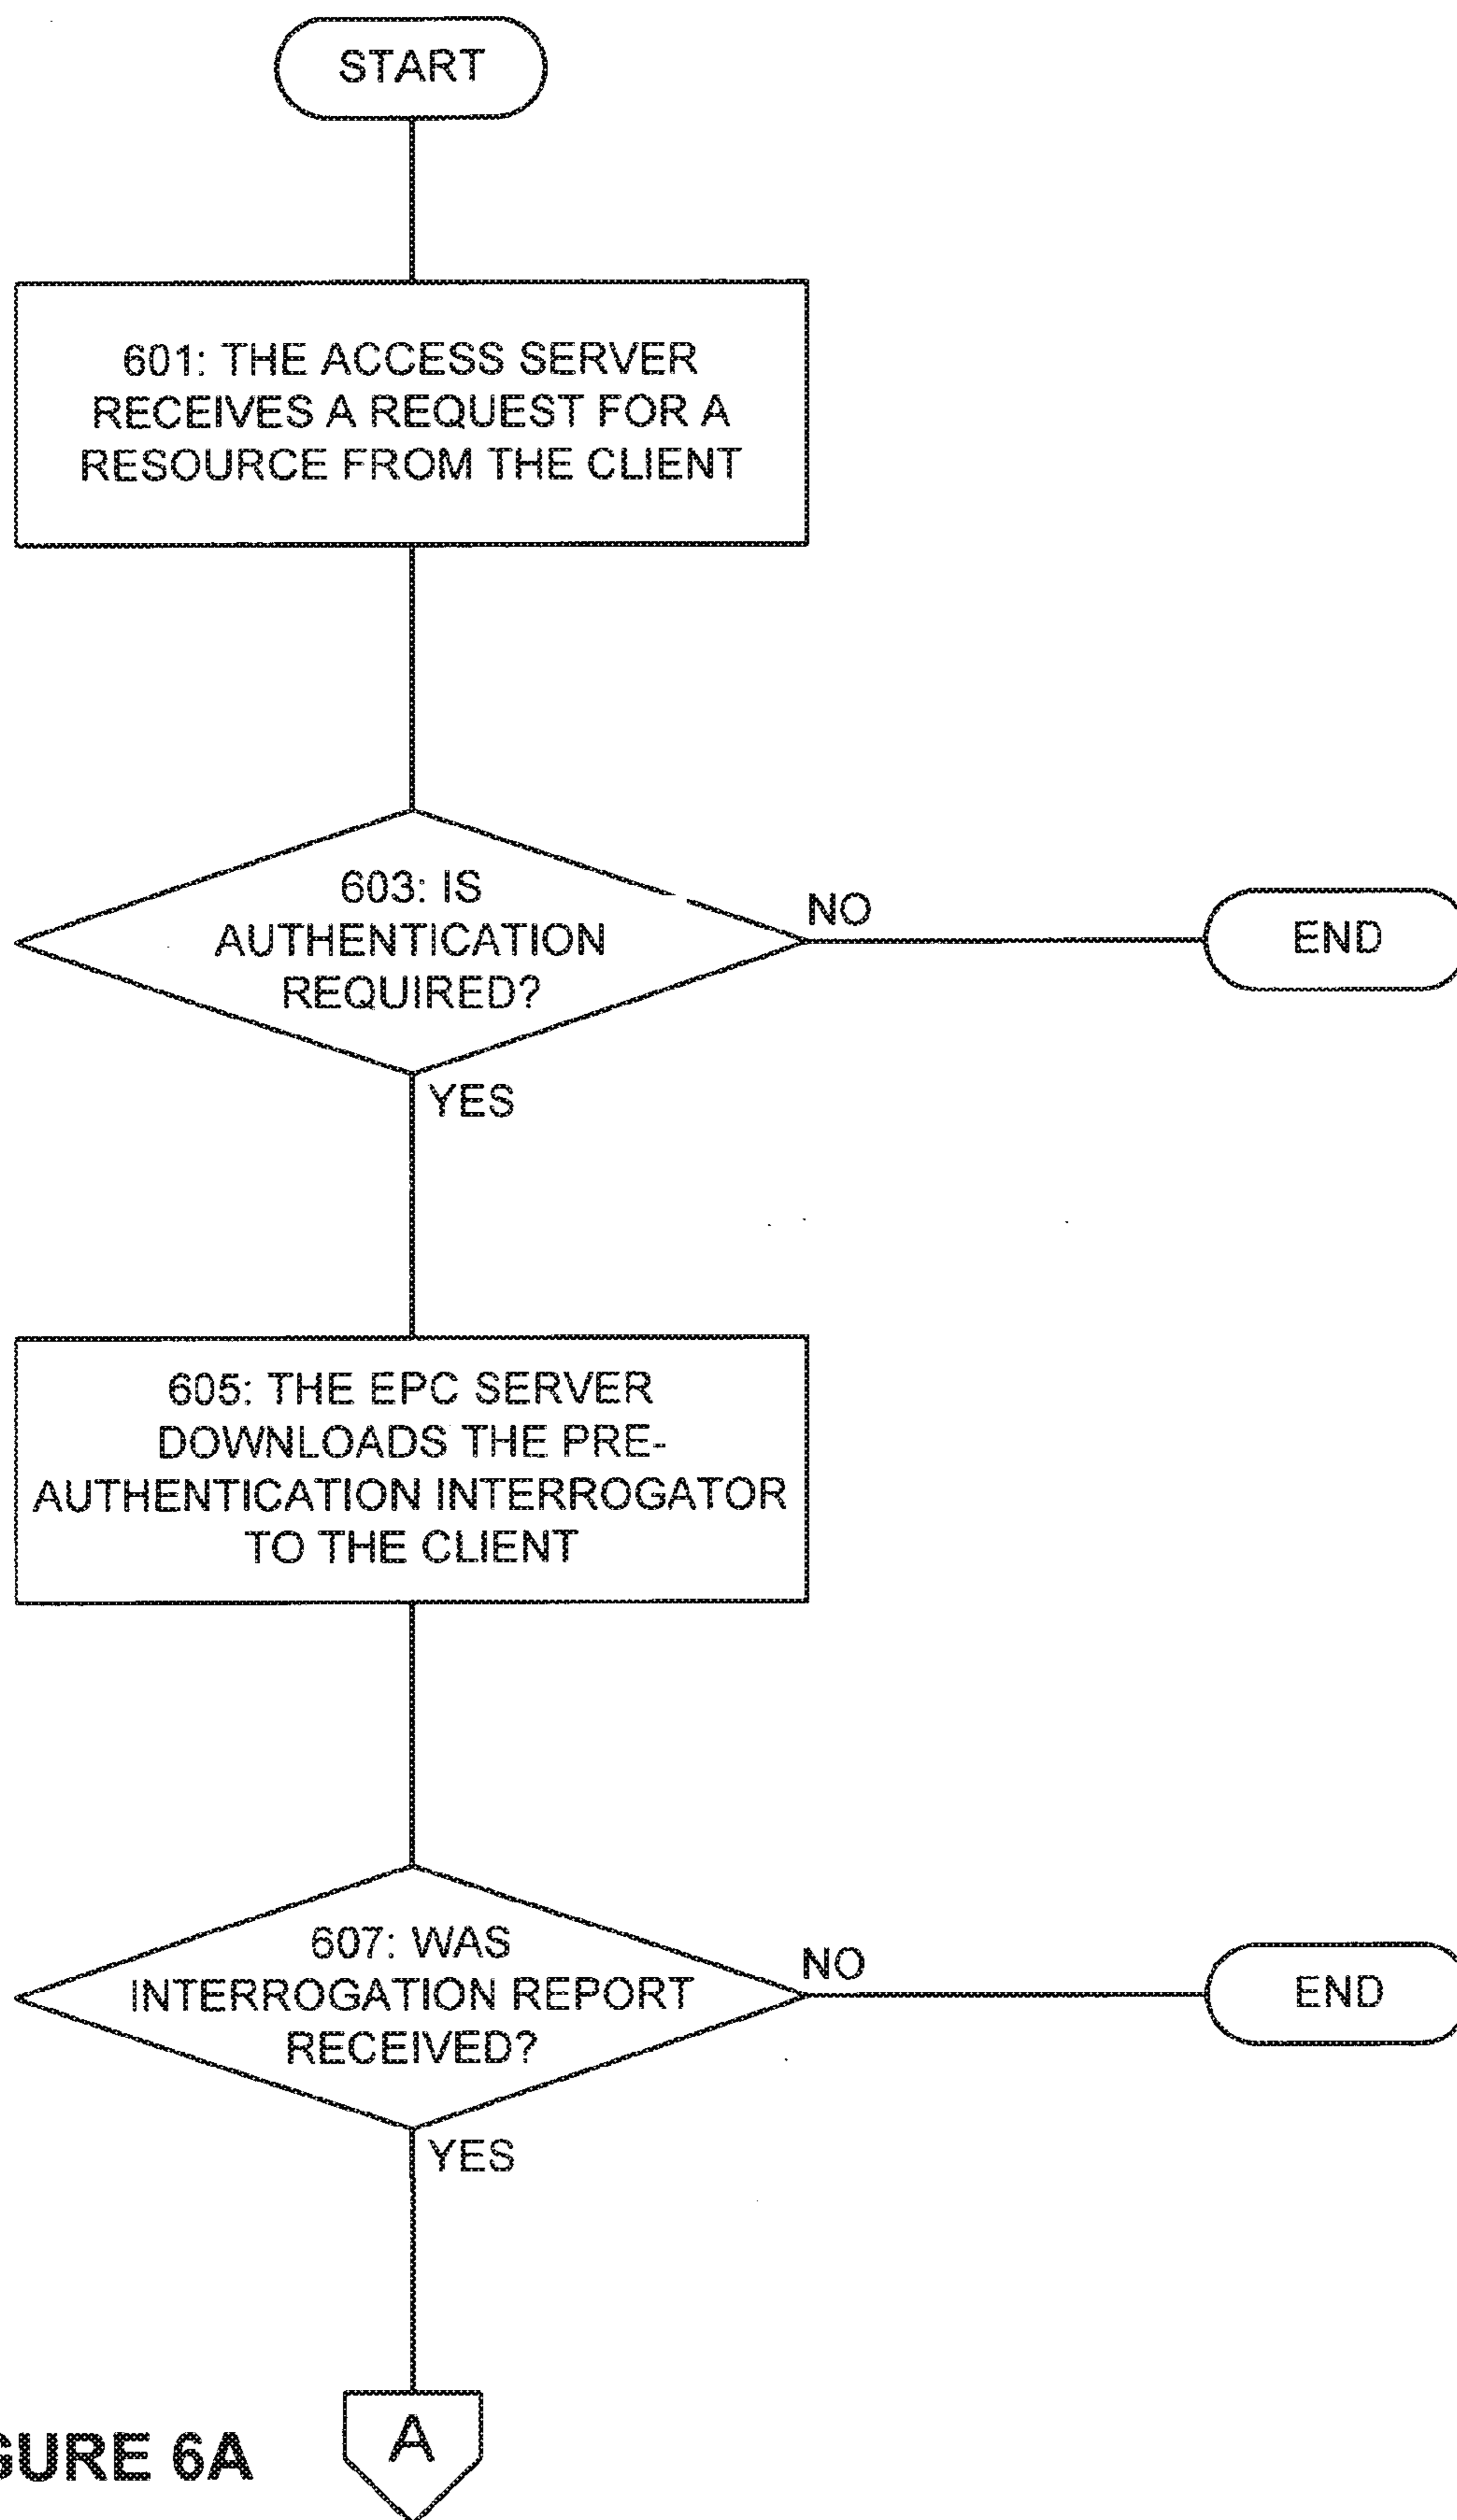 START
601: THE ACCESS SERVER
RECEIVES A REQUEST FOR A
RESOURCE FROM THE CLIENT
603: IS
AUTHENTICATION
REQUIRED?
NO
END
YES
605: THE EPC SERVER
DOWNLOADS THE PRE-
AUTHENTICATION INTERROGATOR
TO THE CLIENT
607: WAS
INTERROGATION REPORT
RECEIVED?
NO
END
YES
A
GURE 6A